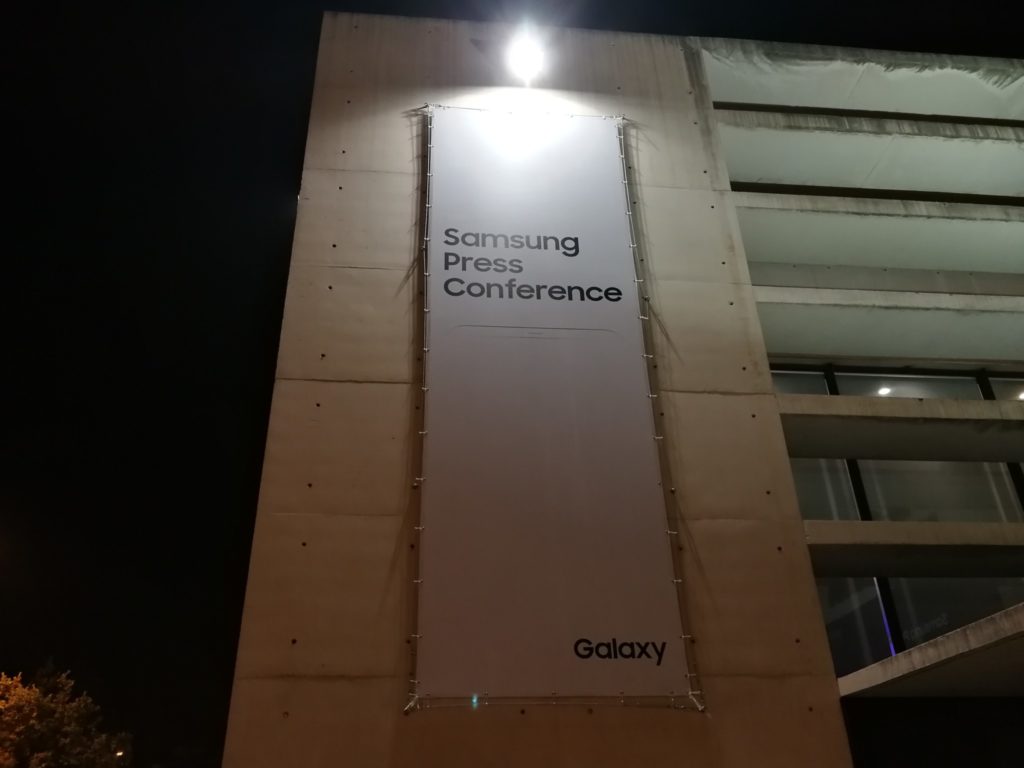 Samsung
Press
Conference
Galaxy